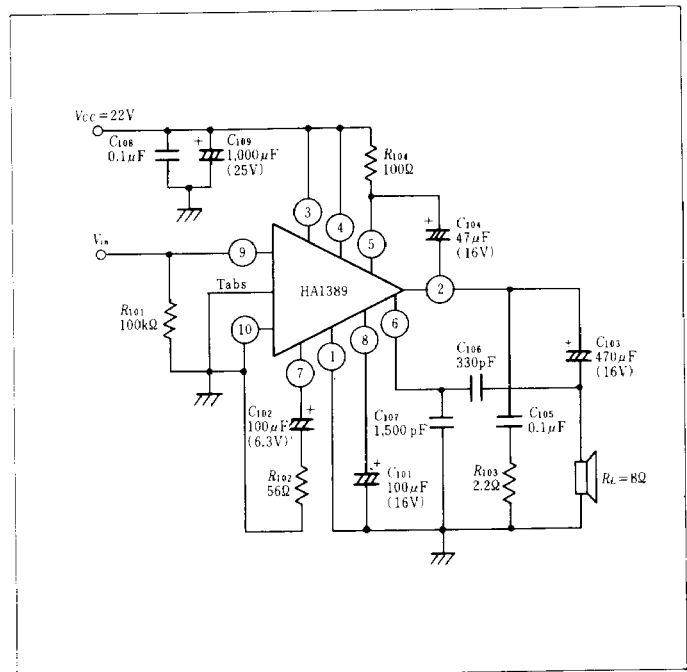 VCC=22V
C108
0.1μF
C109
1,000μF
(25V)
R104
100Ω
3
4
5
C104
47μF
(16V)
Vin
9
2
Tabs
HA1389
R101
100kΩ
10
6
8
1
7
C106
330pF
C103
470μF
(16V)
C102
100μF
(6.3V)
C107
1,500pF
C105
0.1μF
R102
56Ω
C101
100μF
(16V)
R103
2.2Ω
RL=8Ω